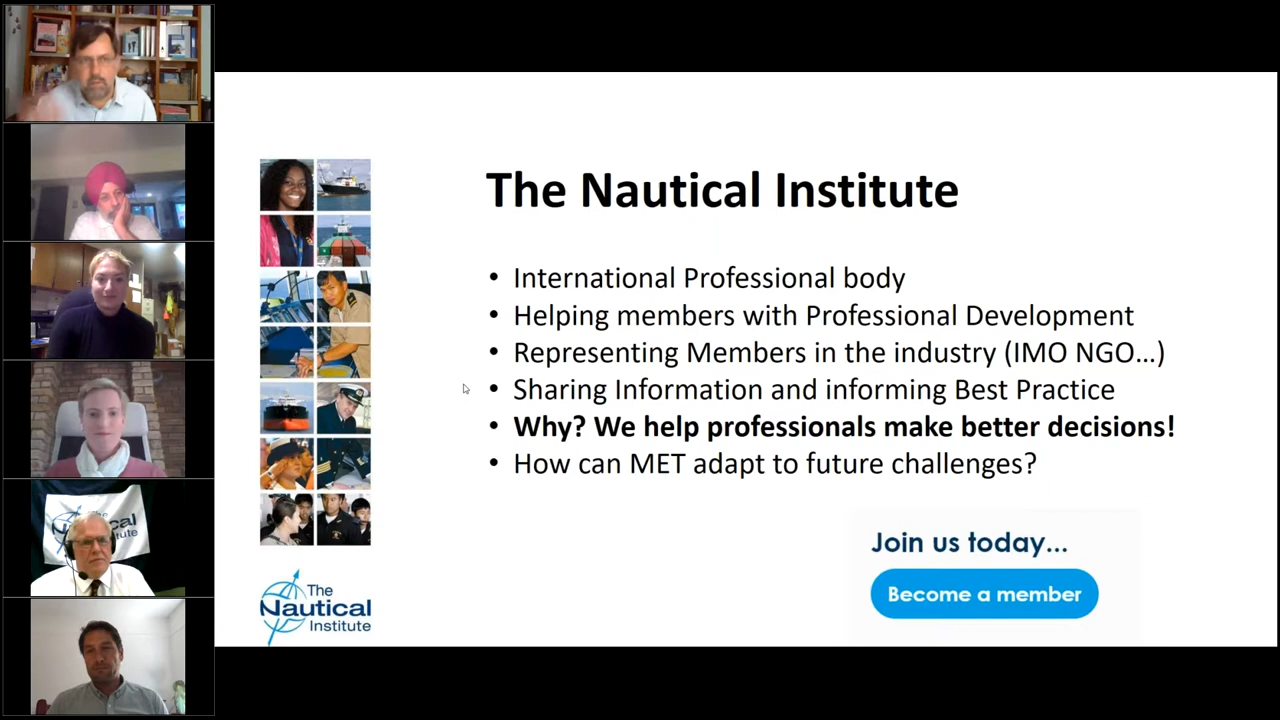 The Nautical Institute
• International Professional body
• Helping members with Professional Development
• Representing Members in the industry (IMO NGO...)
• Sharing Information and informing Best Practice
• Why? We help professionals make better decisions!
• How can MET adapt to future challenges?
Join us today...
Become a member
The
Nautical
Institute
The